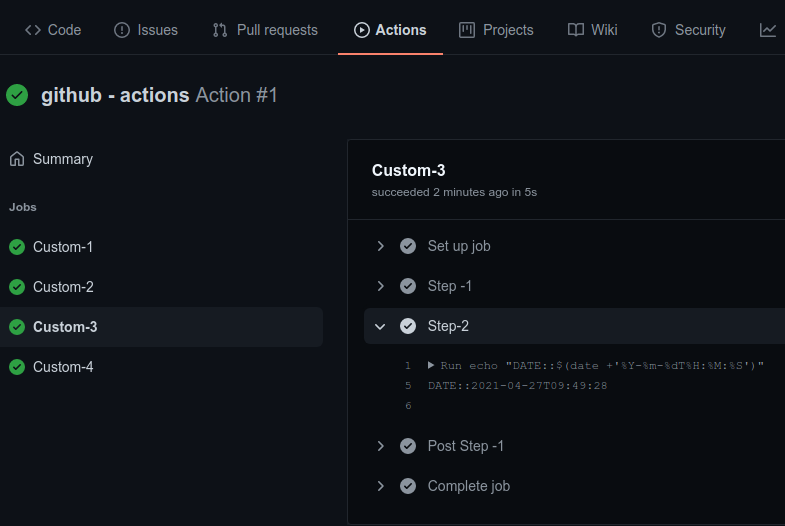 Code Issues Pull requests Actions Projects Wiki Security
github - actions Action #1
Summary
Jobs
Custom-1
Custom-2
Custom-3
Custom-4
Custom-3
succeeded 2 minutes ago in 5s
Set up job
Step -1
Step-2
1 Run echo "DATE::$(date +'%Y-%m-%dT%H:%M:%S')"
5 DATE::2021-04-27T09:49:28
6
Post Step -1
Complete job